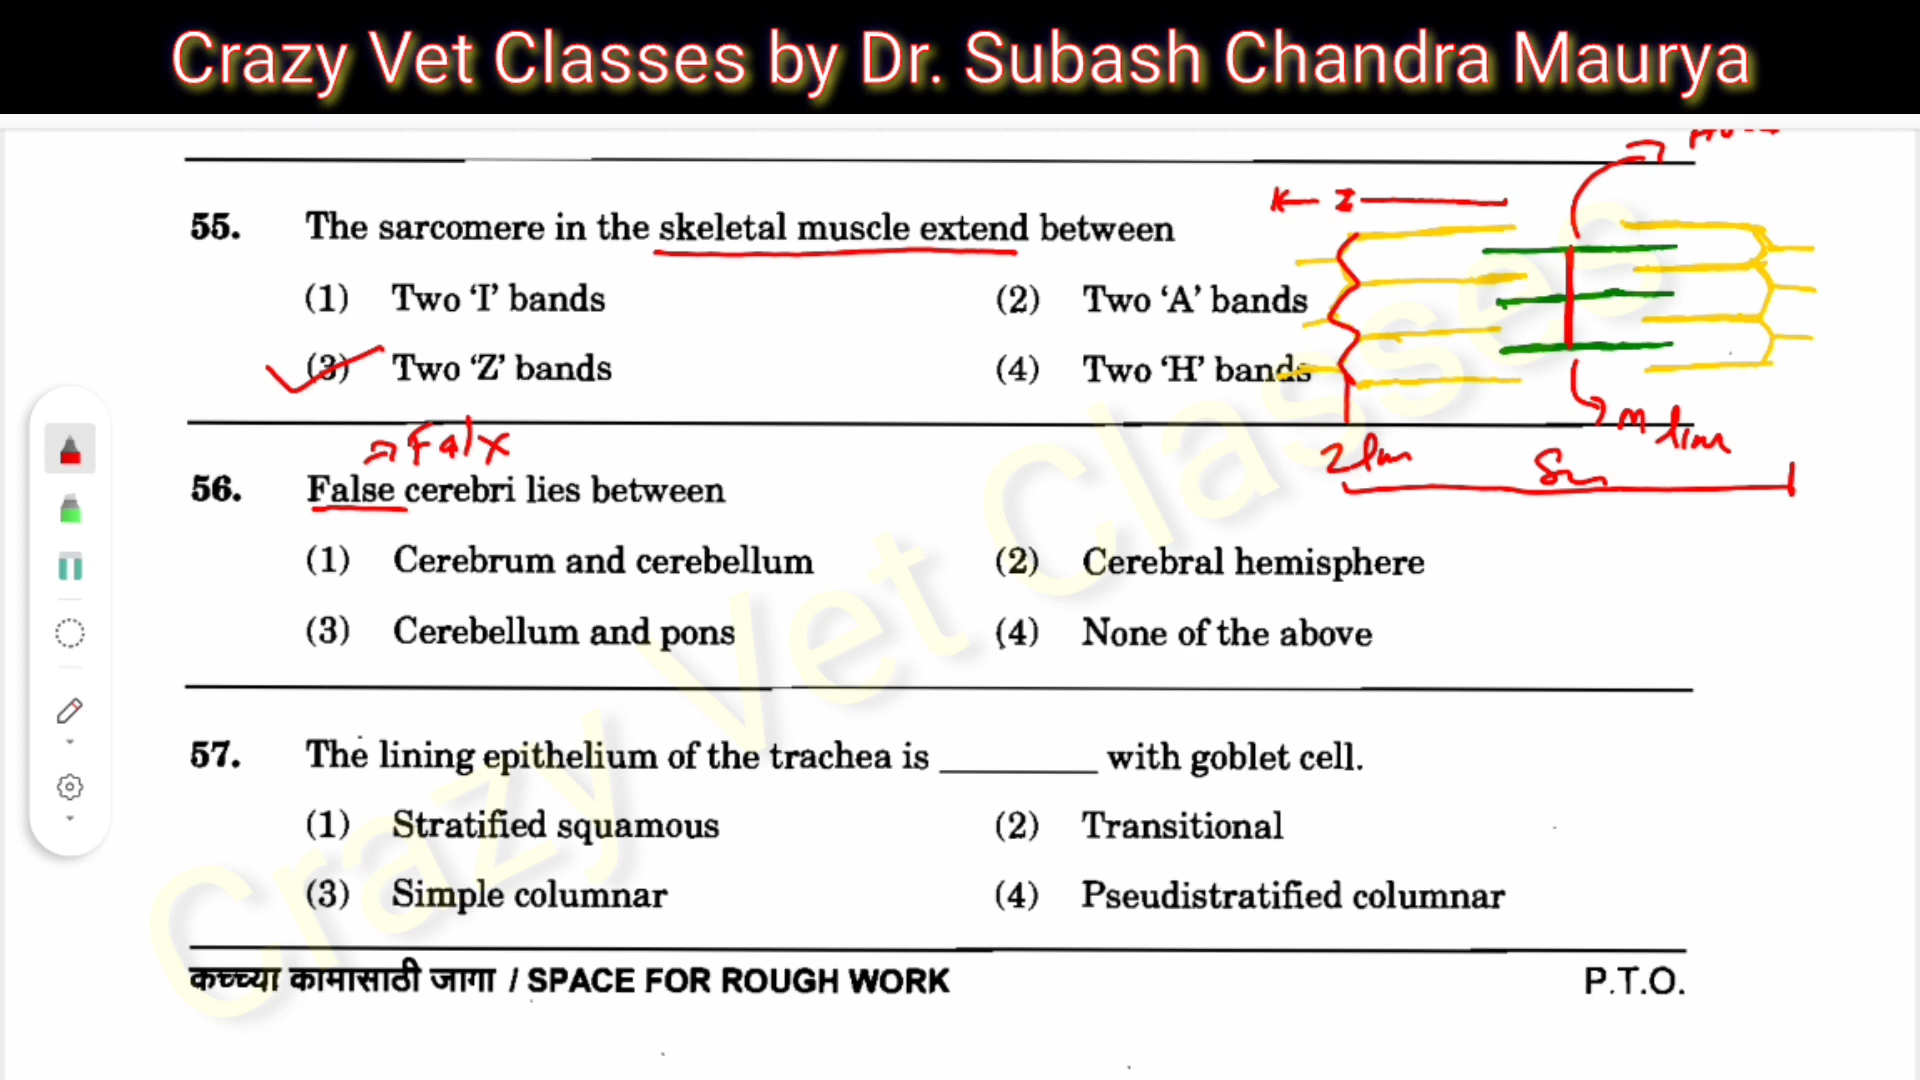 Crazy Vet Classes by Dr. Subash Chandra Maurya
55. The sarcomere in the skeletal muscle extend between
(1) Two ‘I’ bands
(2) Two ‘A’ bands
(3) Two ‘Z’ bands
(4) Two ‘H’ bands
Z
M line
Falx
56. False cerebri lies between
(1) Cerebrum and cerebellum
(2) Cerebral hemisphere
(3) Cerebellum and pons
(4) None of the above
57. The lining epithelium of the trachea is ________ with goblet cell.
(1) Stratified squamous
(2) Transitional
(3) Simple columnar
(4) Pseudistratified columnar
कच्च्या कामासाठी जागा / SPACE FOR ROUGH WORK
P.T.O.
Crazy Vet Classes